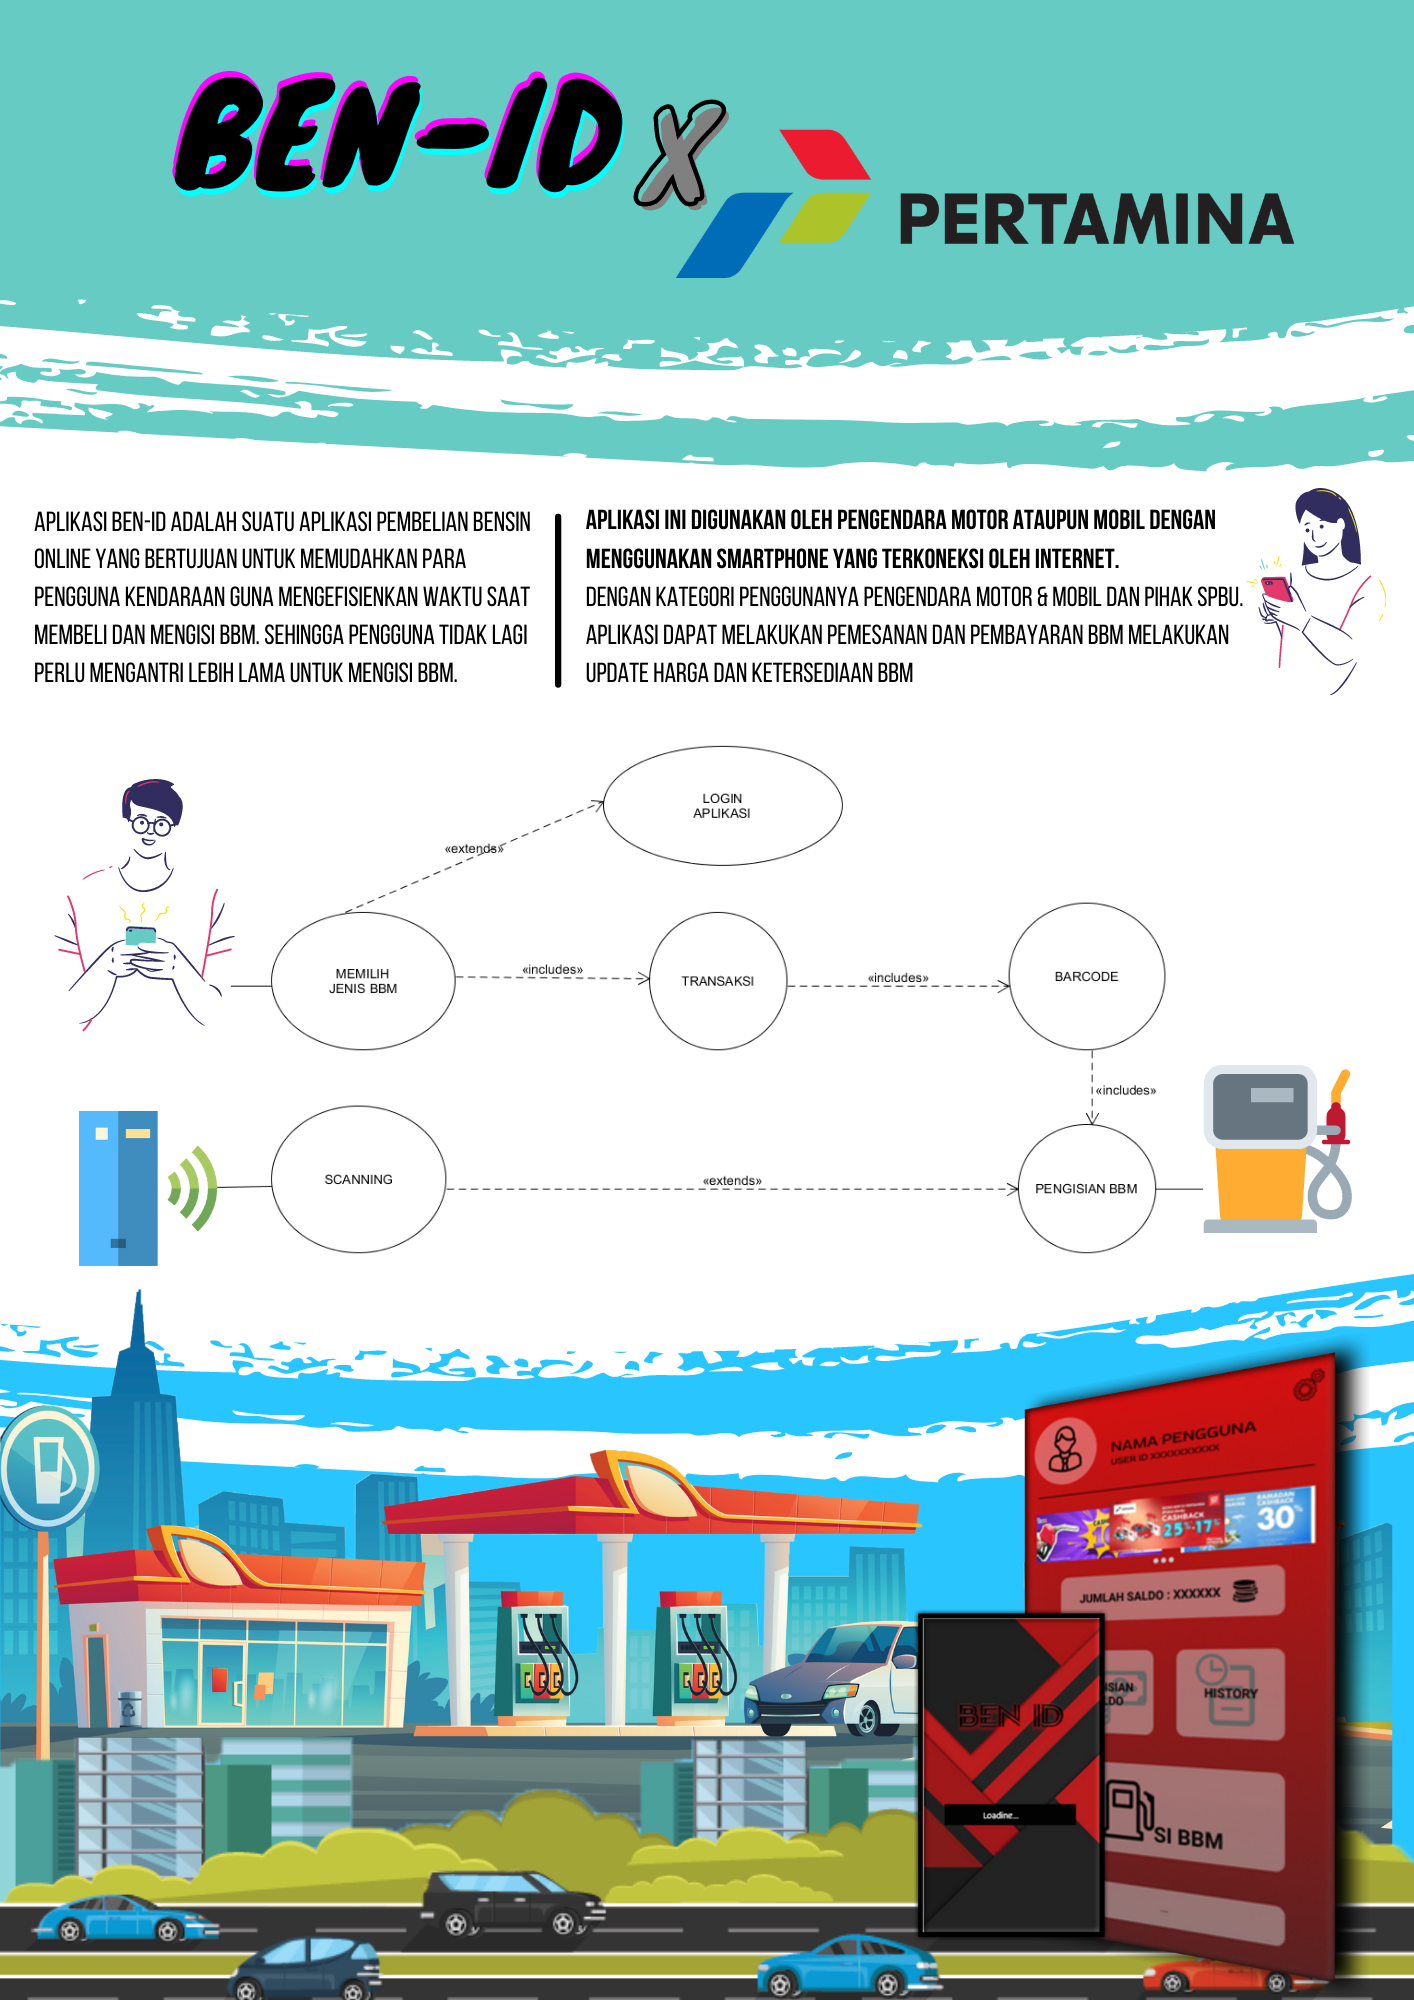 BEN-ID X
PERTAMINA
APLIKASI BEN-ID ADALAH SUATU APLIKASI PEMBELIAN BENSIN
ONLINE YANG BERTUJUAN UNTUK MEMUDAHKAN PARA
PENGGUNA KENDARAAN GUNA MENGEFISIENKAN WAKTU SAAT
MEMBELI DAN MENGISI BBM. SEHINGGA PENGGUNA TIDAK LAGI
PERLU MENGANTRI LEBIH LAMA UNTUK MENGISI BBM.
APLIKASI INI DIGUNAKAN OLEH PENGENDARA MOTOR ATAUPUN MOBIL DENGAN
MENGGUNAKAN SMARTPHONE YANG TERKONEKSI OLEH INTERNET.
DENGAN KATEGORI PENGGUNANYA PENGENDARA MOTOR & MOBIL DAN PIHAK SPBU.
APLIKASI DAPAT MELAKUKAN PEMESANAN DAN PEMBAYARAN BBM MELAKUKAN
UPDATE HARGA DAN KETERSEDIAAN BBM
LOGIN
APLIKASI
«extends»
MEMILIH
JENIS BBM
«includes»
TRANSAKSI
«includes»
BARCODE
«includes»
SCANNING
«extends»
PENGISIAN BBM
NAMA PENGGUNA
USER ID XXXXXXXXXX
CASHBACK
25%-17%
RAMADAN
CASHBACK
30%
JUMLAH SALDO : XXXXXX
SIAN
LDO
HISTORY
SI BBM
BEN ID
Loading...